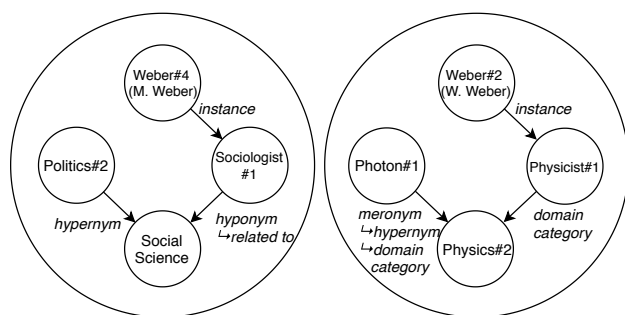 Weber#4
(M. Weber)
instance
Politics#2
Sociologist
#1
hypernym
hyponym
↳related to
Social
Science
Weber#2
(W. Weber)
instance
Photon#1
Physicist#1
meronym
↳hypernym
↳domain
category
domain
category
Physics#2